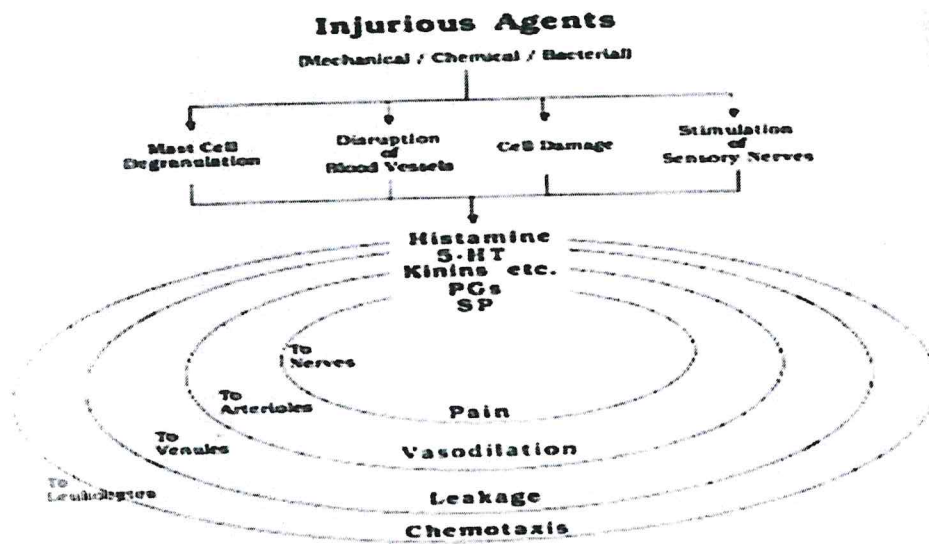 Injurious Agents
(Mechanical / Chemical / Bacterial)
Mast Cell
Degranulation
Disruption
of
Blood Vessels
Cell Damage
Stimulation
of
Sensory Nerves
Histamine
5-HT
Kinins etc.
PGs
SP
To
Nerves
Pain
To
Arterioles
Vasodilation
To
Venules
Leakage
To
Chemotaxis